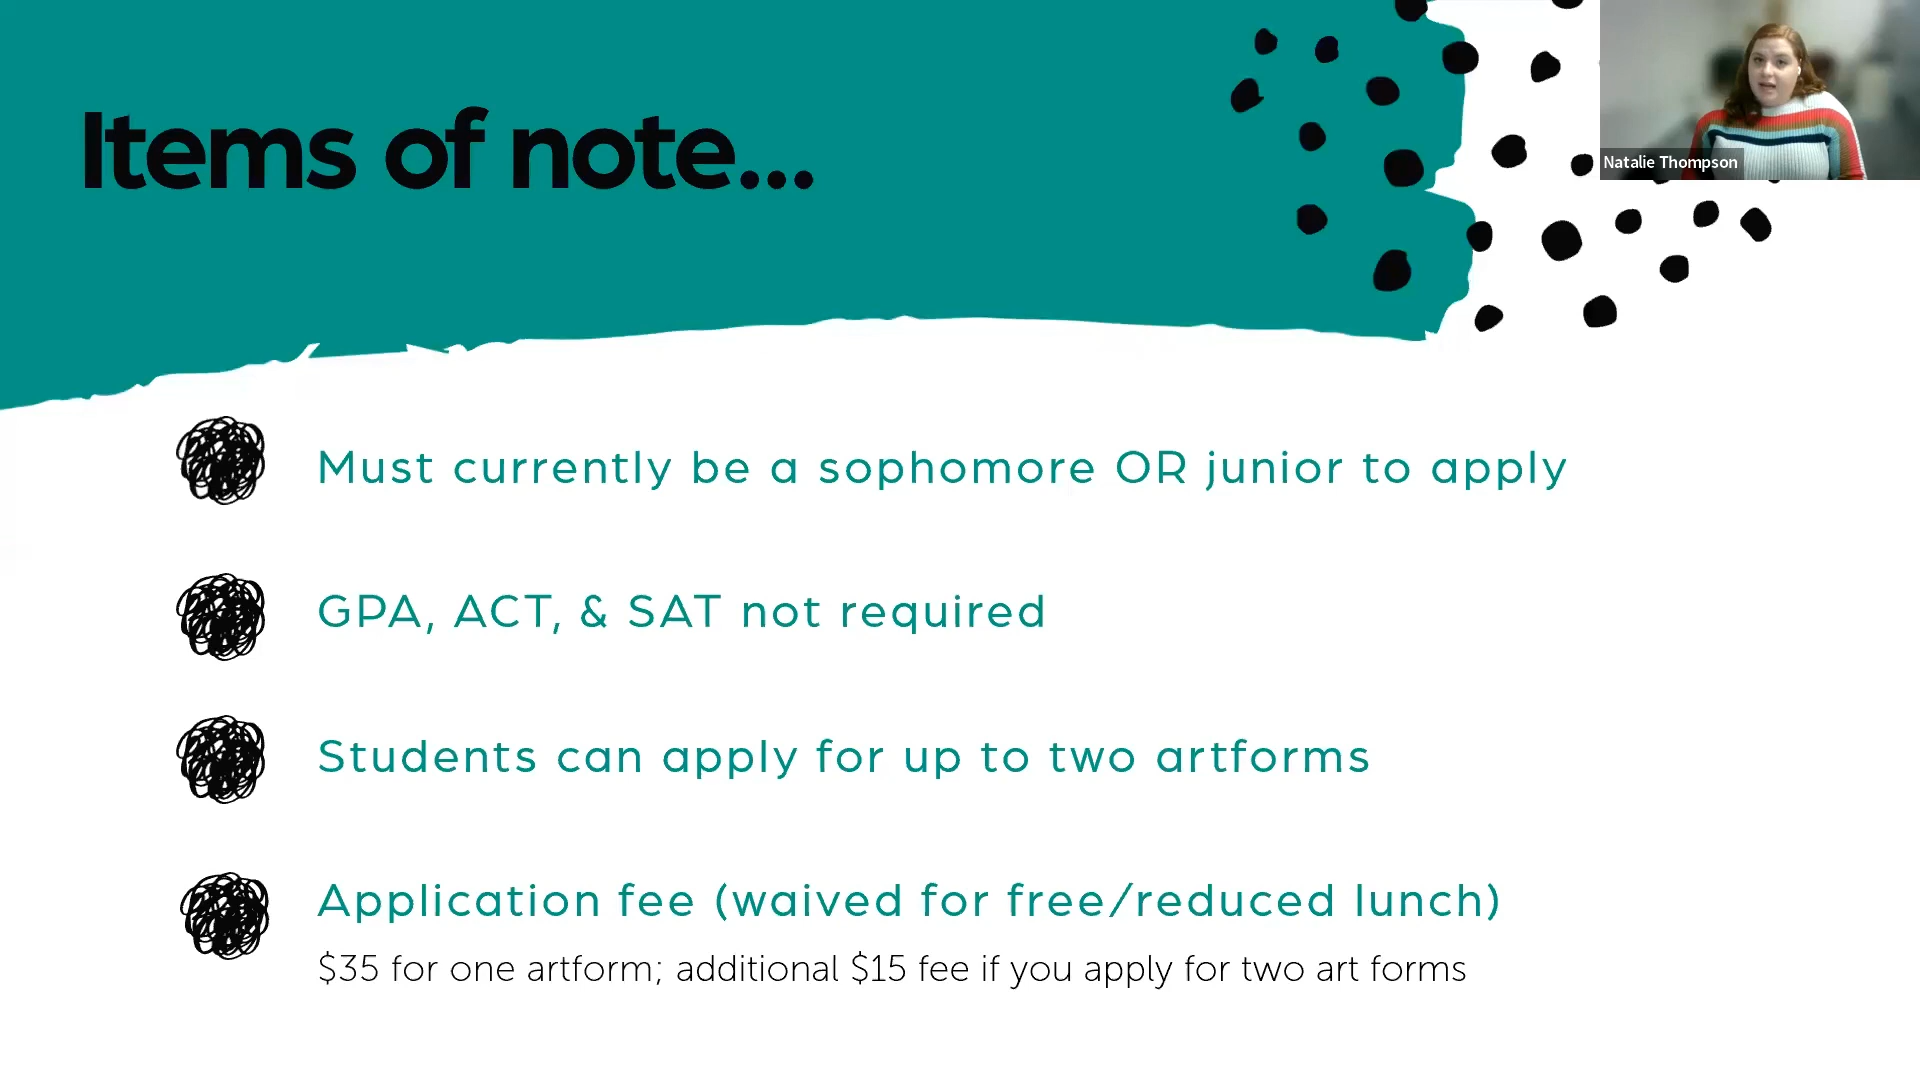 Items of note...
Natalie Thompson
Must currently be a sophomore OR junior to apply
GPA, ACT, & SAT not required
Students can apply for up to two artforms
Application fee (waived for free/reduced lunch)
$35 for one artform; additional $15 fee if you apply for two art forms